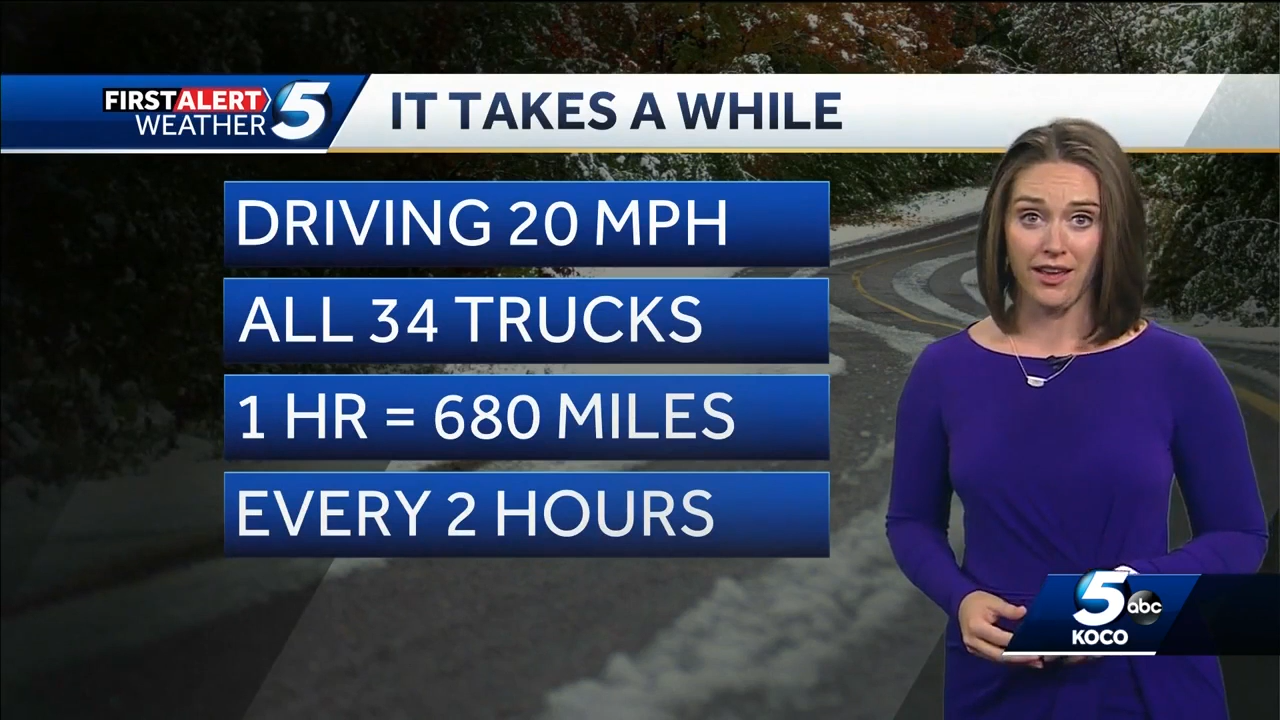 FIRST ALERT 5
WEATHER
IT TAKES A WHILE
DRIVING 20 MPH
ALL 34 TRUCKS
1 HR = 680 MILES
EVERY 2 HOURS
5 abc
KOCO